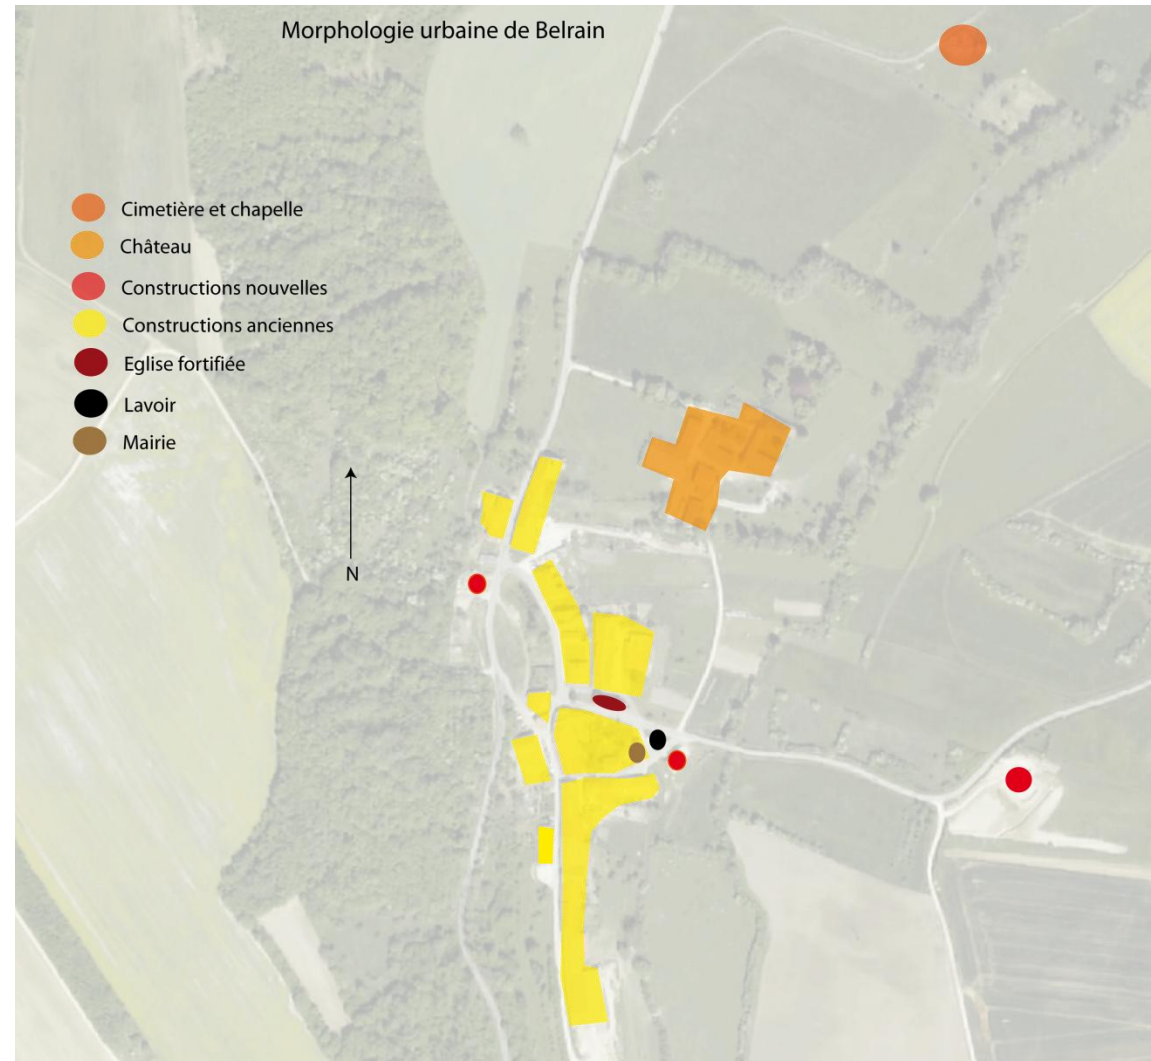 Morphologie urbaine de Belrain
Cimetière et chapelle
Château
Constructions nouvelles
Constructions anciennes
Eglise fortifiée
Lavoir
Mairie
N